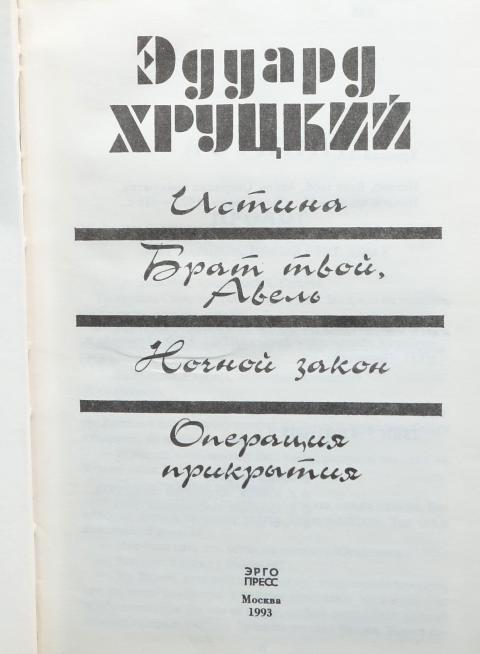 Эдуард
ХРУЦКИЙ
Истина
Брат твой,
Авель
Ночной закон
Операция
прикрытия
ЭРГО
ПРЕСС
Москва
1993